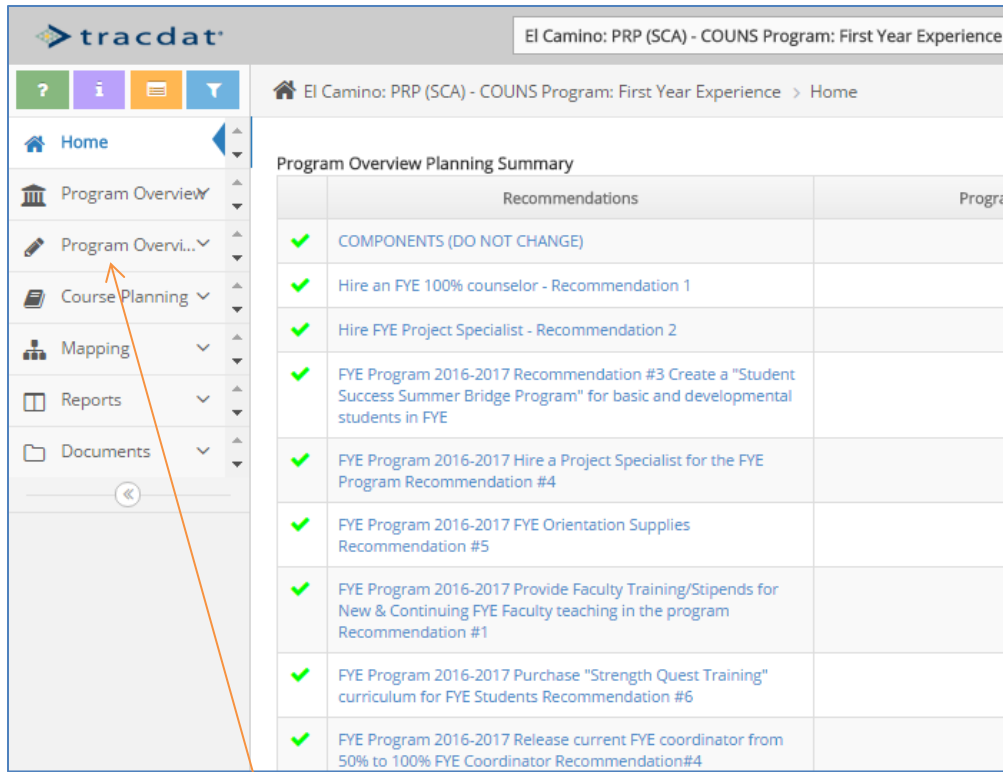 tracdat
El Camino: PRP (SCA) - COUNS Program: First Year Experience
?
i
El Camino: PRP (SCA) - COUNS Program: First Year Experience > Home
Home
Program Overview
Program Overvi...
Course Planning
Mapping
Reports
Documents
Program Overview Planning Summary
Recommendations
Progra
COMPONENTS (DO NOT CHANGE)
Hire an FYE 100% counselor - Recommendation 1
Hire FYE Project Specialist - Recommendation 2
FYE Program 2016-2017 Recommendation #3 Create a "Student
Success Summer Bridge Program" for basic and developmental
students in FYE
FYE Program 2016-2017 Hire a Project Specialist for the FYE
Program Recommendation #4
FYE Program 2016-2017 FYE Orientation Supplies
Recommendation #5
FYE Program 2016-2017 Provide Faculty Training/Stipends for
New & Continuing FYE Faculty teaching in the program
Recommendation #1
FYE Program 2016-2017 Purchase "Strength Quest Training"
curriculum for FYE Students Recommendation #6
FYE Program 2016-2017 Release current FYE coordinator from
50% to 100% FYE Coordinator Recommendation#4